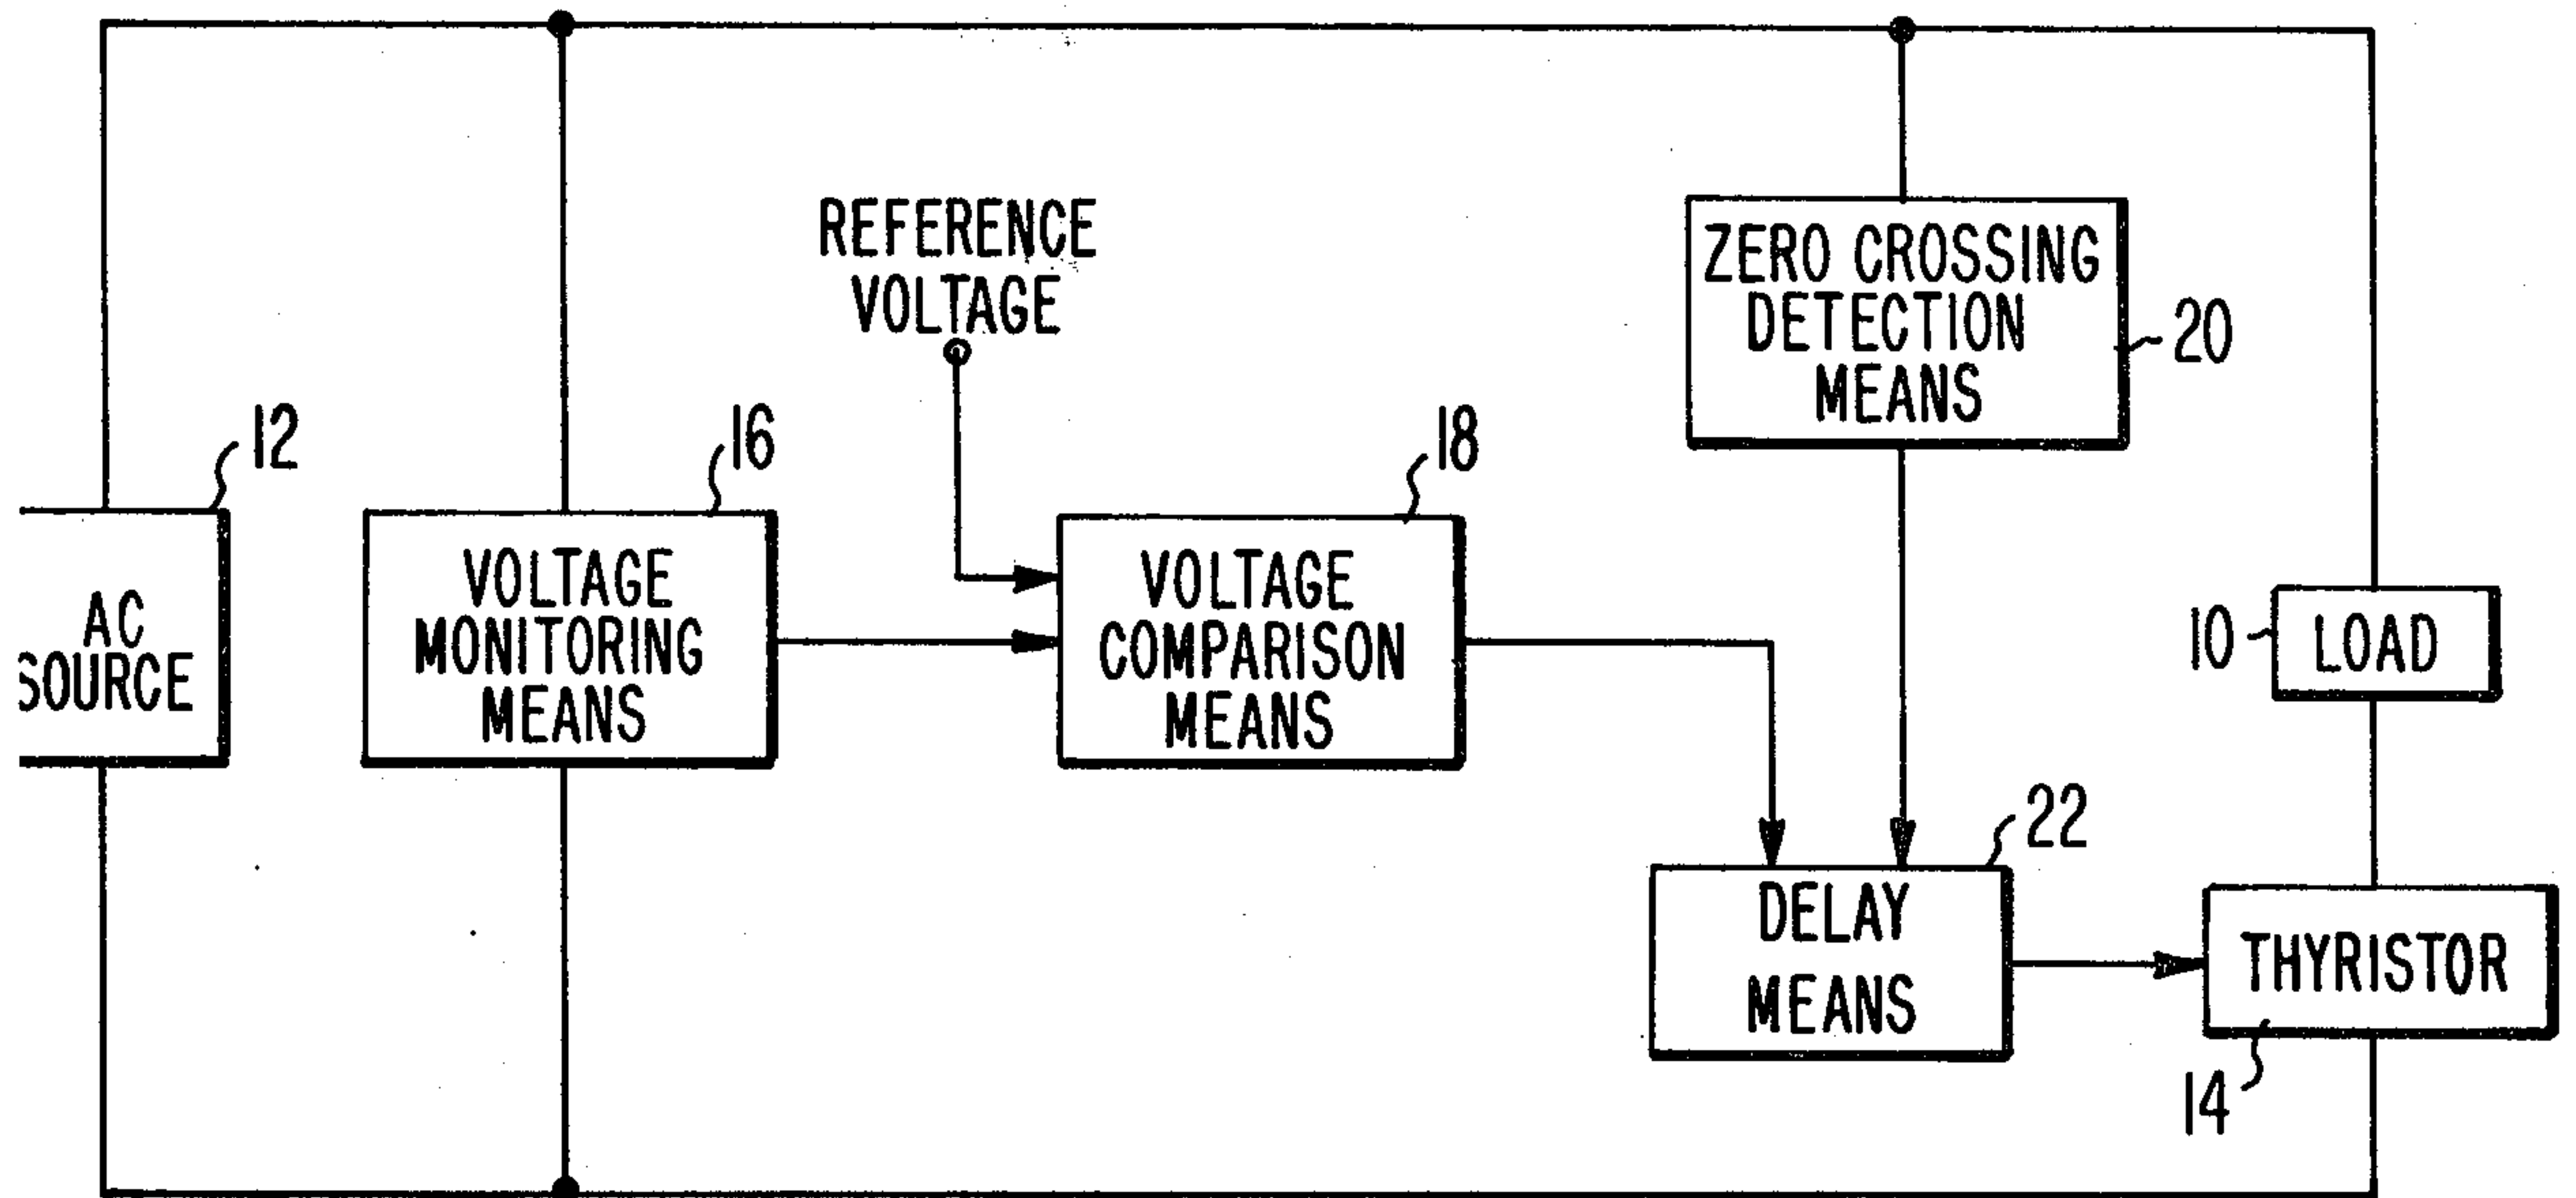 REFERENCE
VOLTAGE
ZERO CROSSING
DETECTION
MEANS
20
12
16
18
AC
SOURCE
VOLTAGE
MONITORING
MEANS
VOLTAGE
COMPARISON
MEANS
10
LOAD
22
DELAY
MEANS
THYRISTOR
14